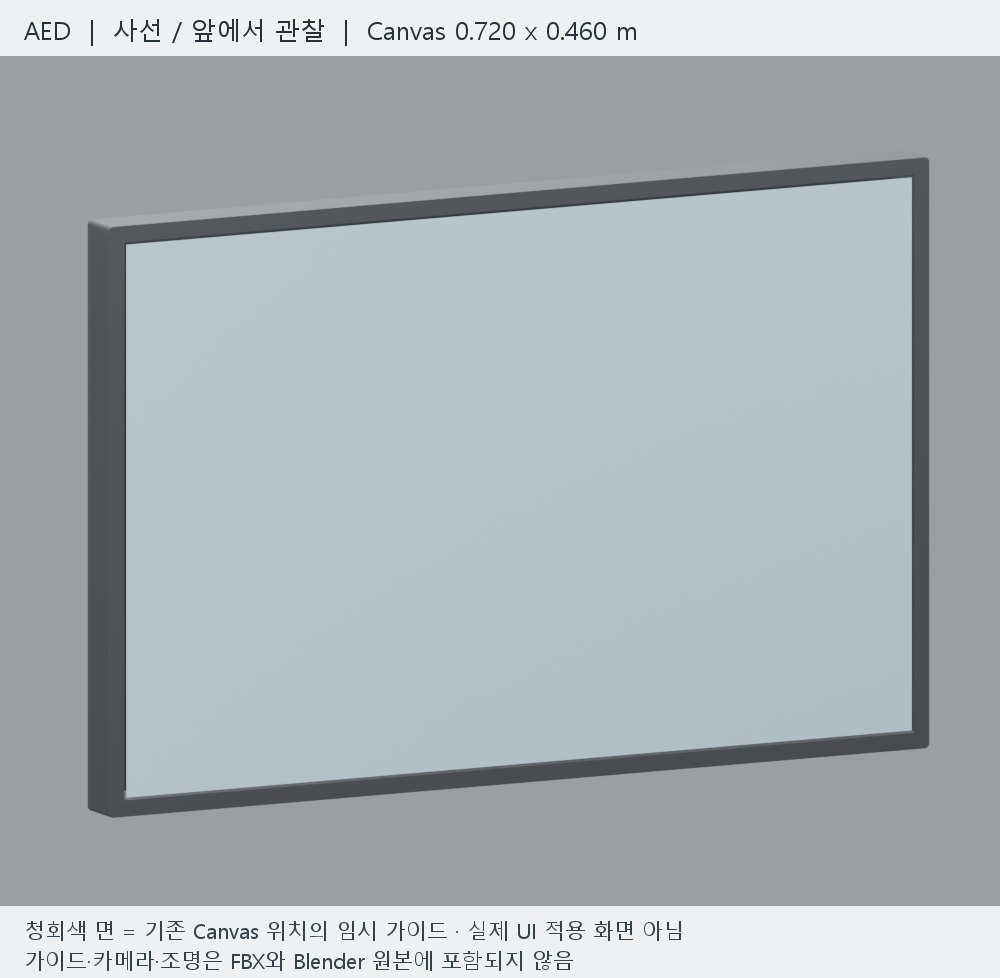 AED | 사선 / 앞에서 관찰 | Canvas 0.720 x 0.460 m
청회색 면 = 기존 Canvas 위치의 임시 가이드 · 실제 UI 적용 화면 아님
가이드·카메라·조명은 FBX와 Blender 원본에 포함되지 않음